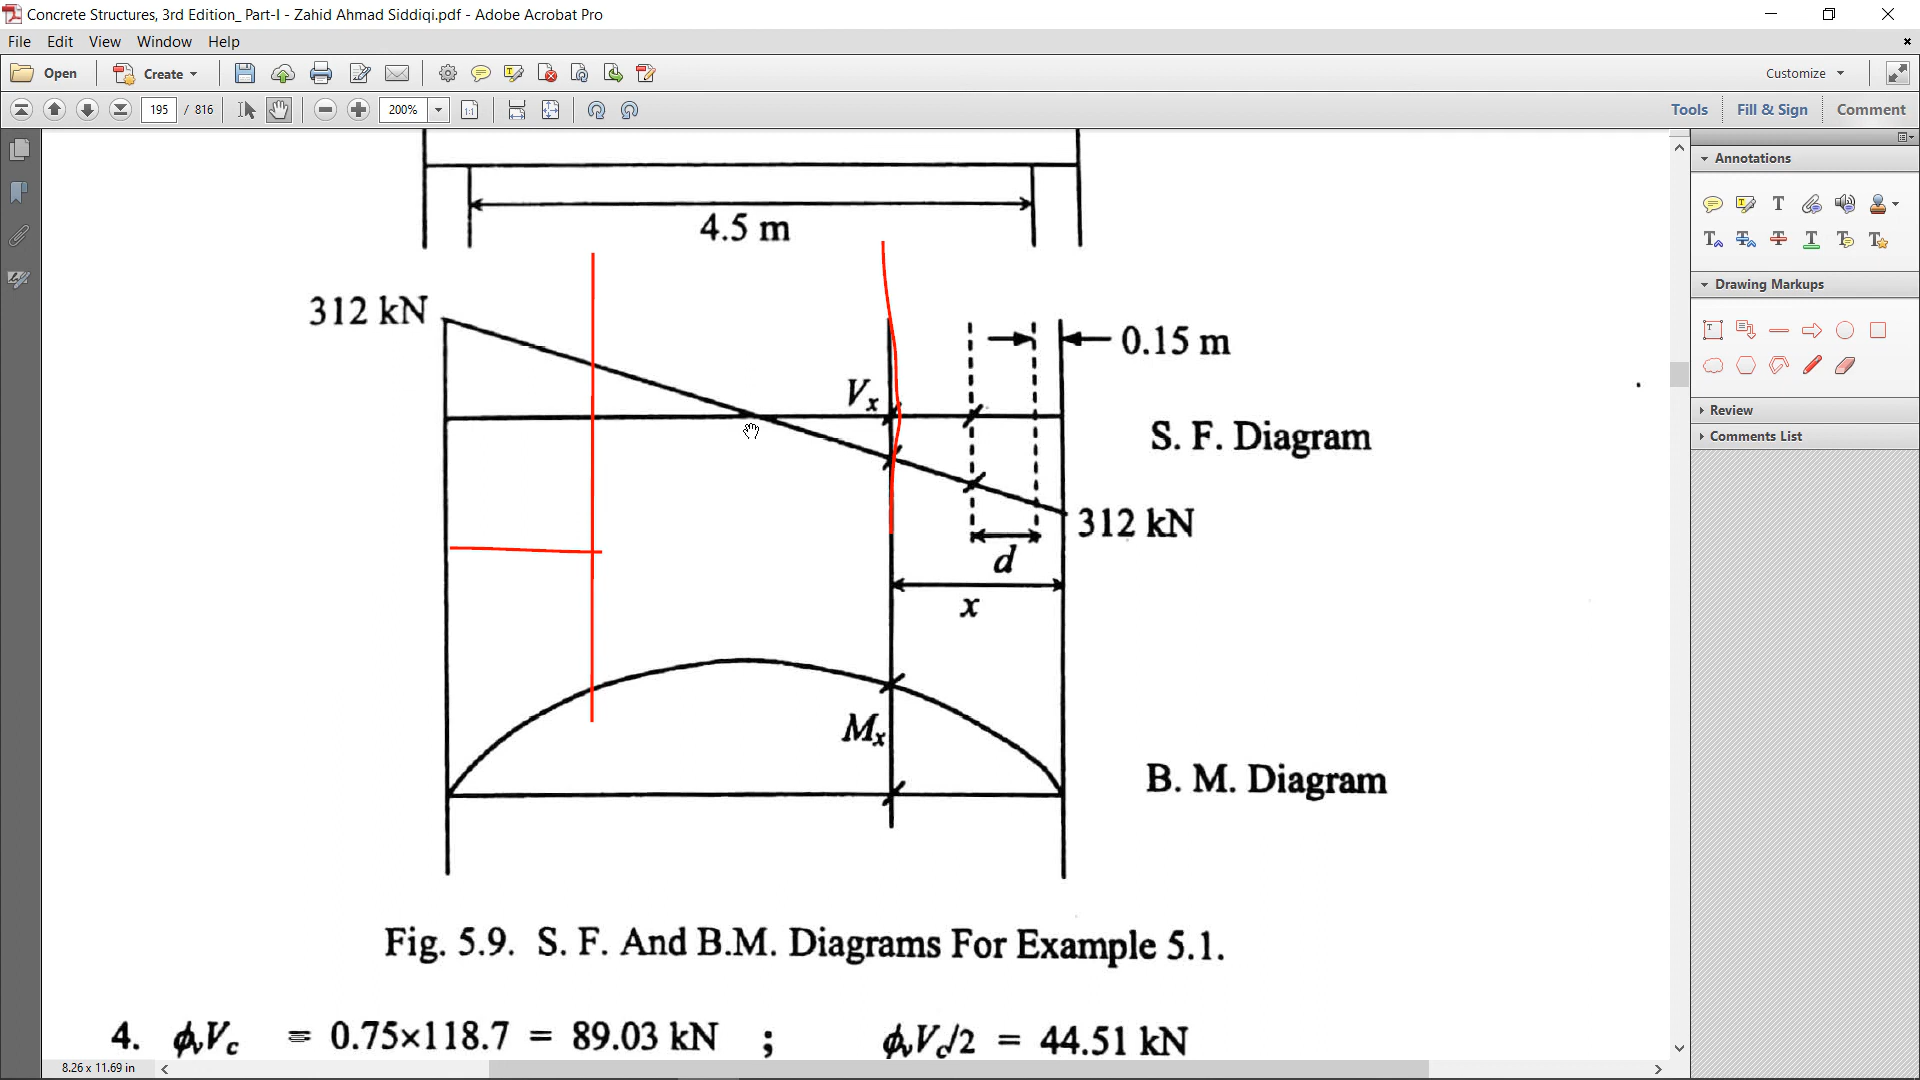 Concrete Structures, 3rd Edition_ Part-I - Zahid Ahmad Siddiqi.pdf - Adobe Acrobat Pro
File Edit View Window Help
Open Create Customize
195 / 816 200% Tools Fill & Sign Comment
Annotations
Drawing Markups
Review
Comments List
4.5 m
312 kN
0.15 m
Vx
S. F. Diagram
312 kN
d
x
Mx
B. M. Diagram
Fig. 5.9. S. F. And B.M. Diagrams For Example 5.1.
4. ϕvVc = 0.75×118.7 = 89.03 kN ; ϕvVc/2 = 44.51 kN
8.26 x 11.69 in